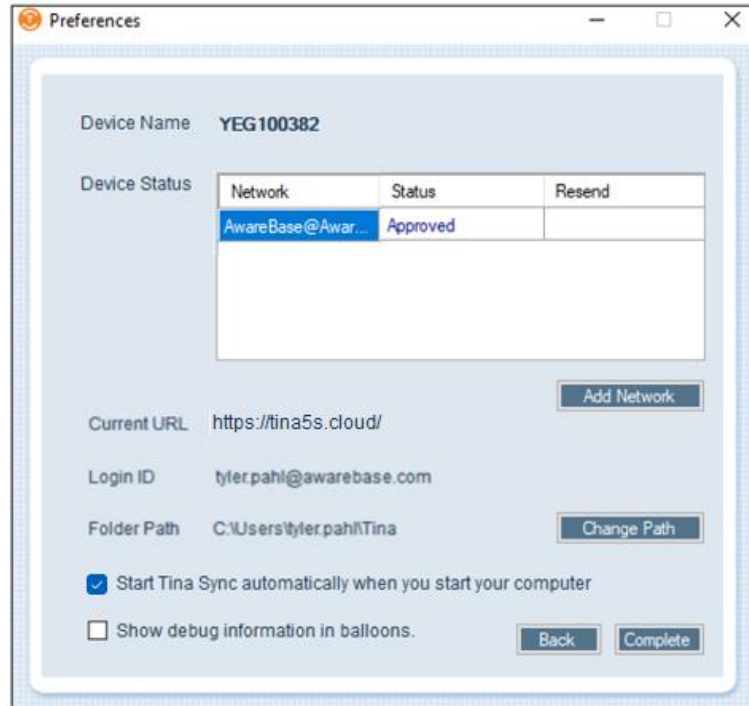 Preferences
Device Name YEG100382
Device Status
Network Status Resend
AwareBase@Awar... Approved
Add Network
Current URL https://tina5s.cloud/
Login ID tyler.pahl@awarebase.com
Folder Path C:\Users\tyler.pahl\Tina Change Path
Start Tina Sync automatically when you start your computer
Show debug information in balloons. Back Complete